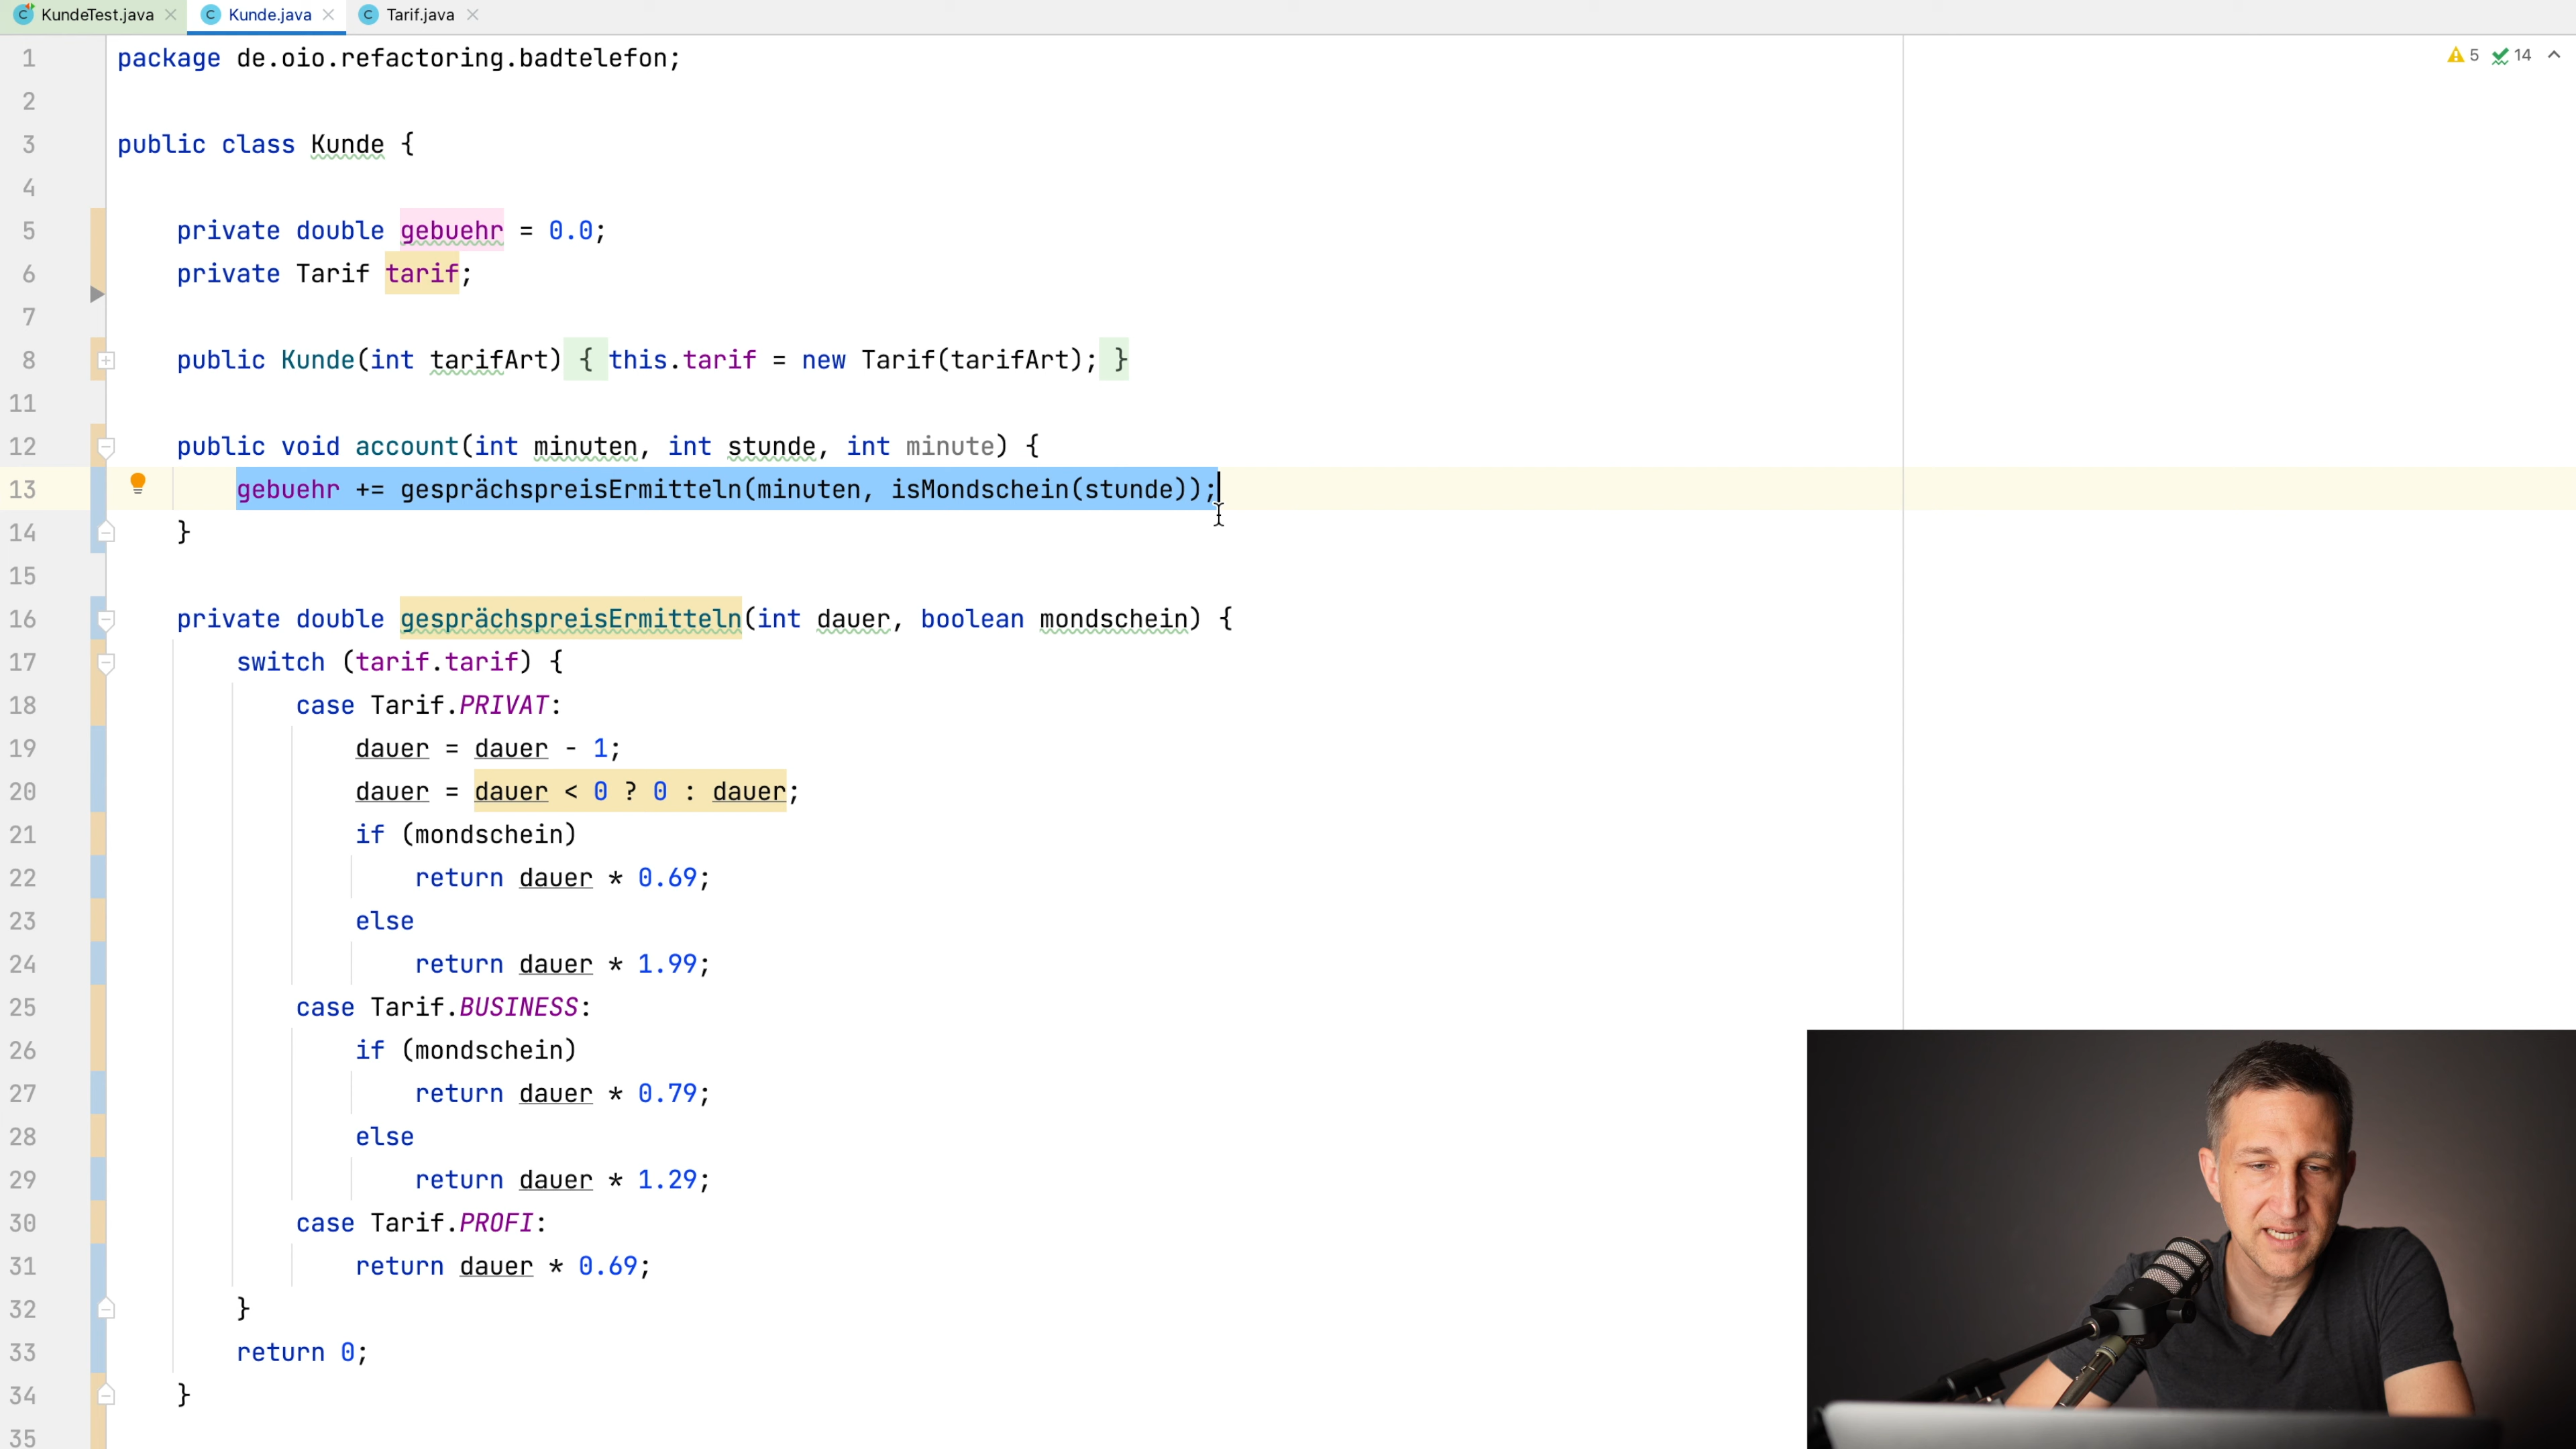 KundeTest.java Kunde.java Tarif.java
5 14
1 package de.oio.refactoring.badtelefon;
2
3 public class Kunde {
4
5 private double gebuehr = 0.0;
6 private Tarif tarif;
7
8 public Kunde(int tarifArt) { this.tarif = new Tarif(tarifArt); }
11
12 public void account(int minuten, int stunde, int minute) {
13 gebuehr += gesprächspreisErmitteln(minuten, isMondschein(stunde));
14 }
15
16 private double gesprächspreisErmitteln(int dauer, boolean mondschein) {
17 switch (tarif.tarif) {
18 case Tarif.PRIVAT:
19 dauer = dauer - 1;
20 dauer = dauer < 0 ? 0 : dauer;
21 if (mondschein)
22 return dauer * 0.69;
23 else
24 return dauer * 1.99;
25 case Tarif.BUSINESS:
26 if (mondschein)
27 return dauer * 0.79;
28 else
29 return dauer * 1.29;
30 case Tarif.PROFI:
31 return dauer * 0.69;
32 }
33 return 0;
34 }
35